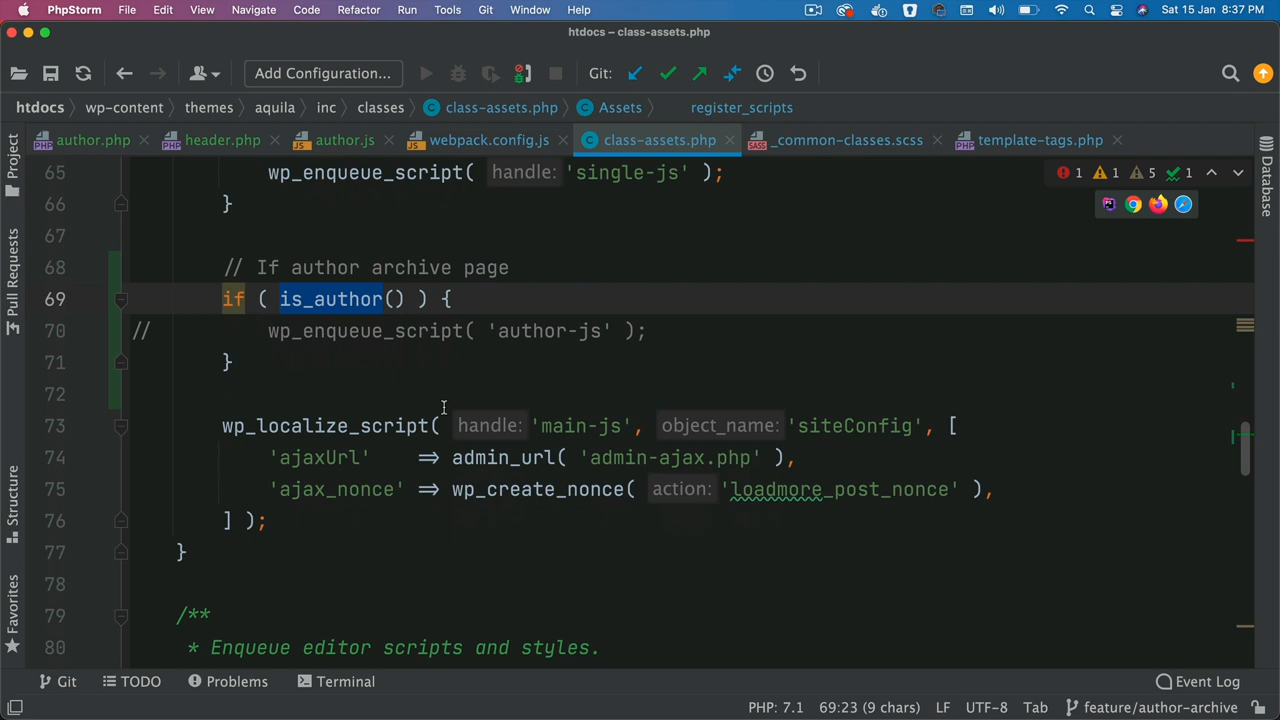 PhpStorm File Edit View Navigate Code Refactor Run Tools Git Window Help Sat 15 Jan 8:37 PM
htdocs – class-assets.php
Add Configuration... Git:
htdocs wp-content themes aquila inc classes class-assets.php Assets register_scripts
author.php header.php author.js webpack.config.js class-assets.php _common-classes.scss template-tags.php
Project
Pull Requests
Structure
Favorites
Database
1 1 5 1
65 wp_enqueue_script( handle: 'single-js' );
66 }
67
68 // If author archive page
69 if ( is_author() ) {
70 // wp_enqueue_script( 'author-js' );
71 }
72
73 wp_localize_script( handle: 'main-js', object_name: 'siteConfig', [
74 'ajaxUrl' => admin_url( 'admin-ajax.php' ),
75 'ajax_nonce' => wp_create_nonce( action: 'loadmore_post_nonce' ),
76 ] );
77 }
78
79 /**
80 * Enqueue editor scripts and styles.
Git TODO Problems Terminal Event Log
PHP: 7.1 69:23 (9 chars) LF UTF-8 Tab feature/author-archive